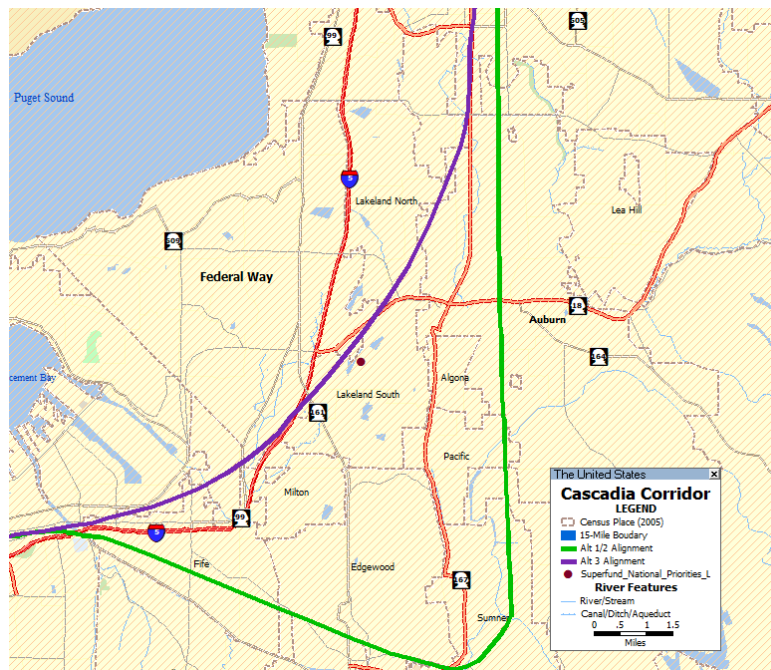 99
505
Puget Sound
5
Lakeland North
Lea Hill
509
Federal Way
18
Auburn
164
cement Bay
Algona
Lakeland South
161
Pacific
Milton
99
5
Fife
Edgewood
167
Sumner
The United States
Cascadia Corridor
LEGEND
Census Place (2005)
15-Mile Boudary
Alt 1/2 Alignment
Alt 3 Alignment
Superfund_National_Priorities_L
River Features
River/Stream
Canal/Ditch/Aqueduct
0 .5 1 1.5
Miles